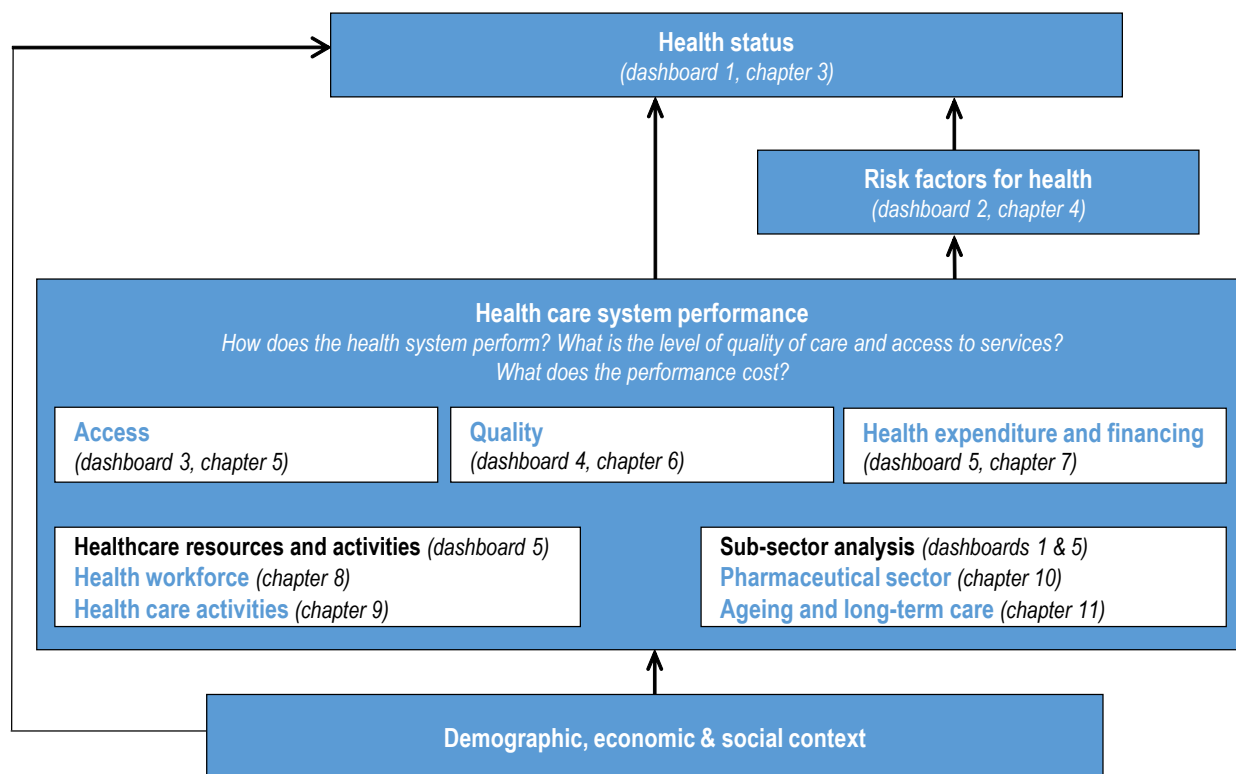 Health status
(dashboard 1, chapter 3)
Risk factors for health
(dashboard 2, chapter 4)
Health care system performance
How does the health system perform? What is the level of quality of care and access to services?
What does the performance cost?
Access
(dashboard 3, chapter 5)
Quality
(dashboard 4, chapter 6)
Health expenditure and financing
(dashboard 5, chapter 7)
Healthcare resources and activities (dashboard 5)
Health workforce (chapter 8)
Health care activities (chapter 9)
Sub-sector analysis (dashboards 1 & 5)
Pharmaceutical sector (chapter 10)
Ageing and long-term care (chapter 11)
Demographic, economic & social context